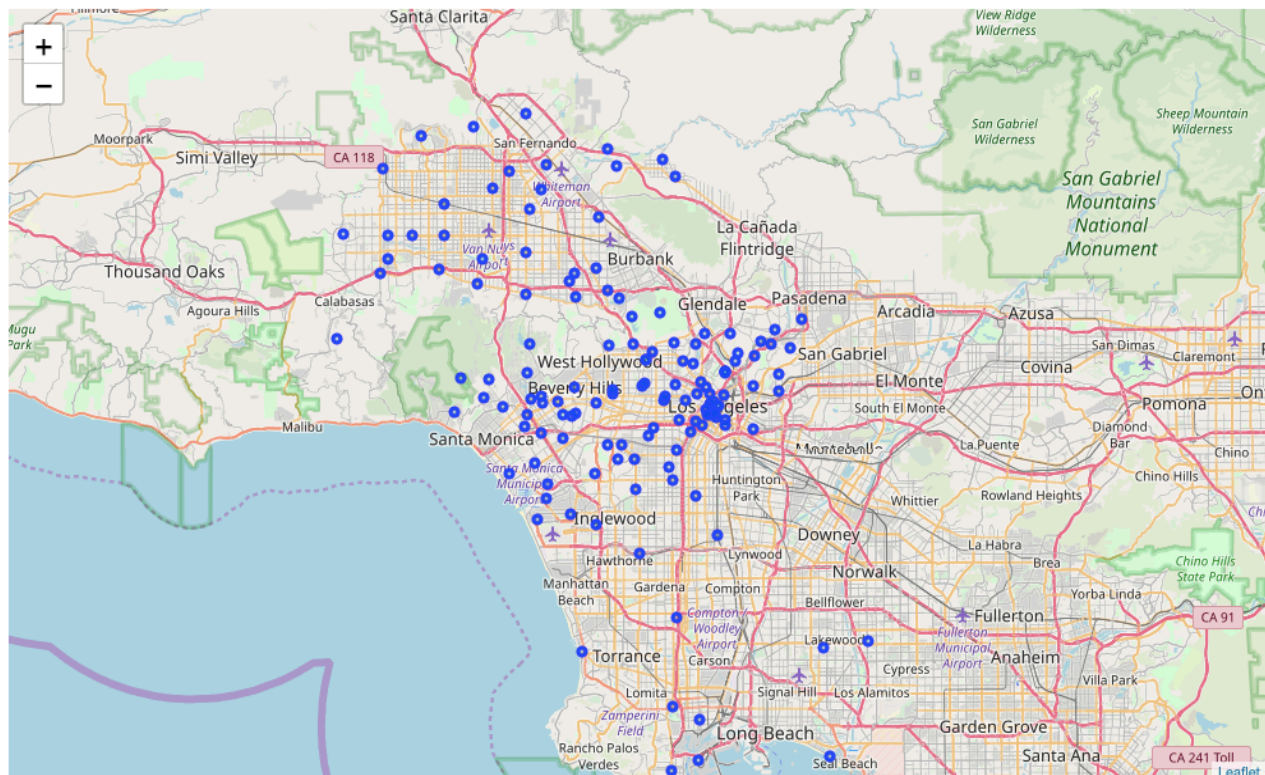 Santa Clarita
View Ridge
Wilderness
+
−
San Gabriel
Wilderness
Sheep Mountain
Wilderness
Moorpark
Simi Valley
CA 118
San Fernando
Whiteman
Airport
San Gabriel
Mountains
National
Monument
La Cañada
Flintridge
Van Nuys
Airport
Burbank
Thousand Oaks
Calabasas
Agoura Hills
Glendale
Pasadena
Arcadia
Azusa
Mugu
Park
San Dimas
Claremont
West Hollywood
San Gabriel
Covina
Beverly Hills
El Monte
Los Angeles
South El Monte
Pomona
Malibu
Santa Monica
Diamond
Bar
La Puente
Chino
Santa Monica
Municipal
Airport
Montebello
Chino Hills
Huntington
Park
Whittier
Rowland Heights
Inglewood
Downey
La Habra
Hawthorne
Lynwood
Brea
Chino Hills
State Park
Norwalk
Manhattan
Beach
Gardena
Compton
Yorba Linda
Bellflower
Compton/
Woodley
Airport
Fullerton
CA 91
Lakewood
Fullerton
Municipal
Airport
Torrance
Carson
Cypress
Anaheim
Villa Park
Lomita
Signal Hill
Los Alamitos
Zamperini
Field
Long Beach
Garden Grove
Rancho Palos
Verdes
Seal Beach
Santa Ana
CA 241 Toll
Leaflet